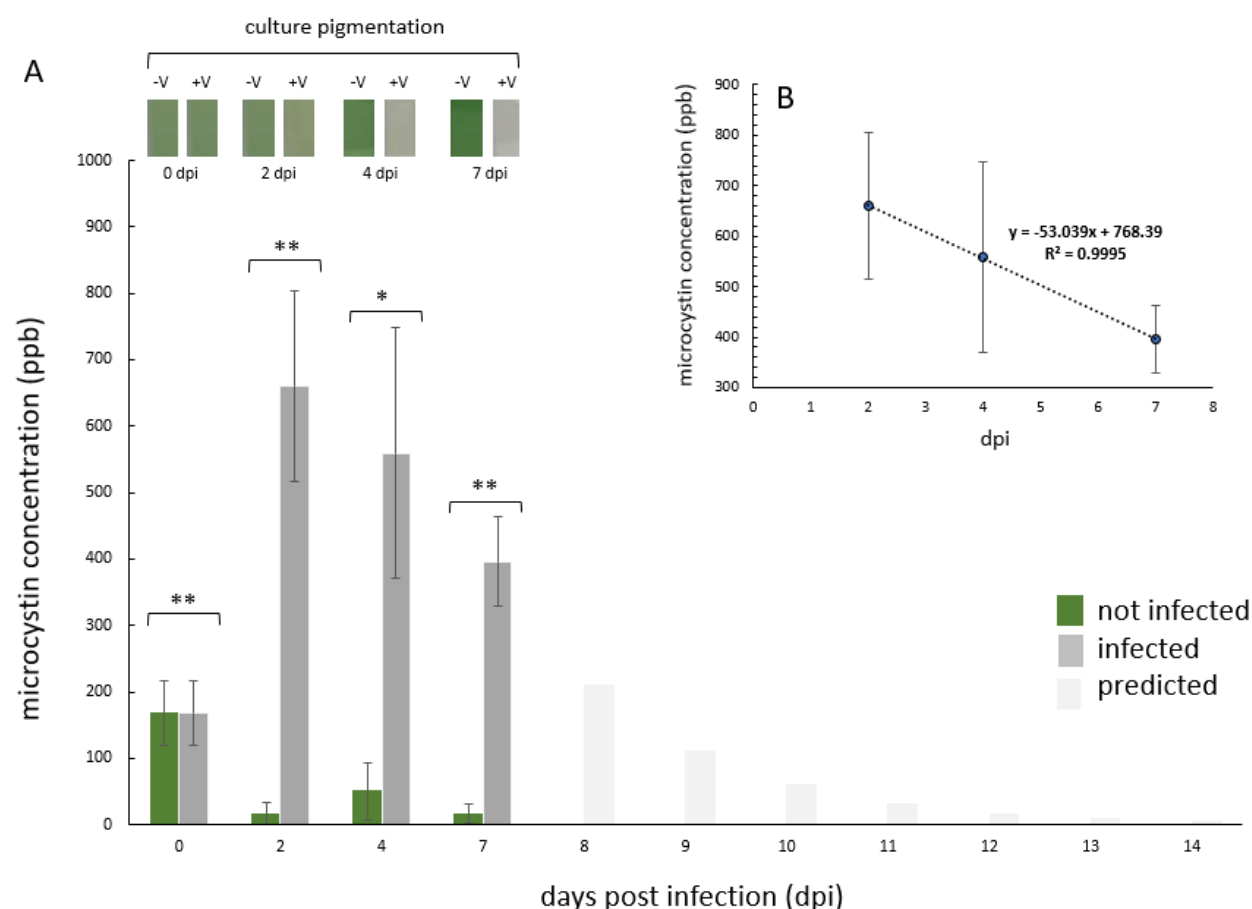 culture pigmentation
A
-V +V -V +V -V +V -V +V
0 dpi 2 dpi 4 dpi 7 dpi
microcystin concentration (ppb)
1000
900
800
700
600
500
400
300
200
100
0
**
**
*
**
0 2 4 7 8 9 10 11 12 13 14
days post infection (dpi)
not infected
infected
predicted
B
microcystin concentration (ppb)
900
800
700
600
500
400
300
y = -53.039x + 768.39
R² = 0.9995
0 1 2 3 4 5 6 7 8
dpi